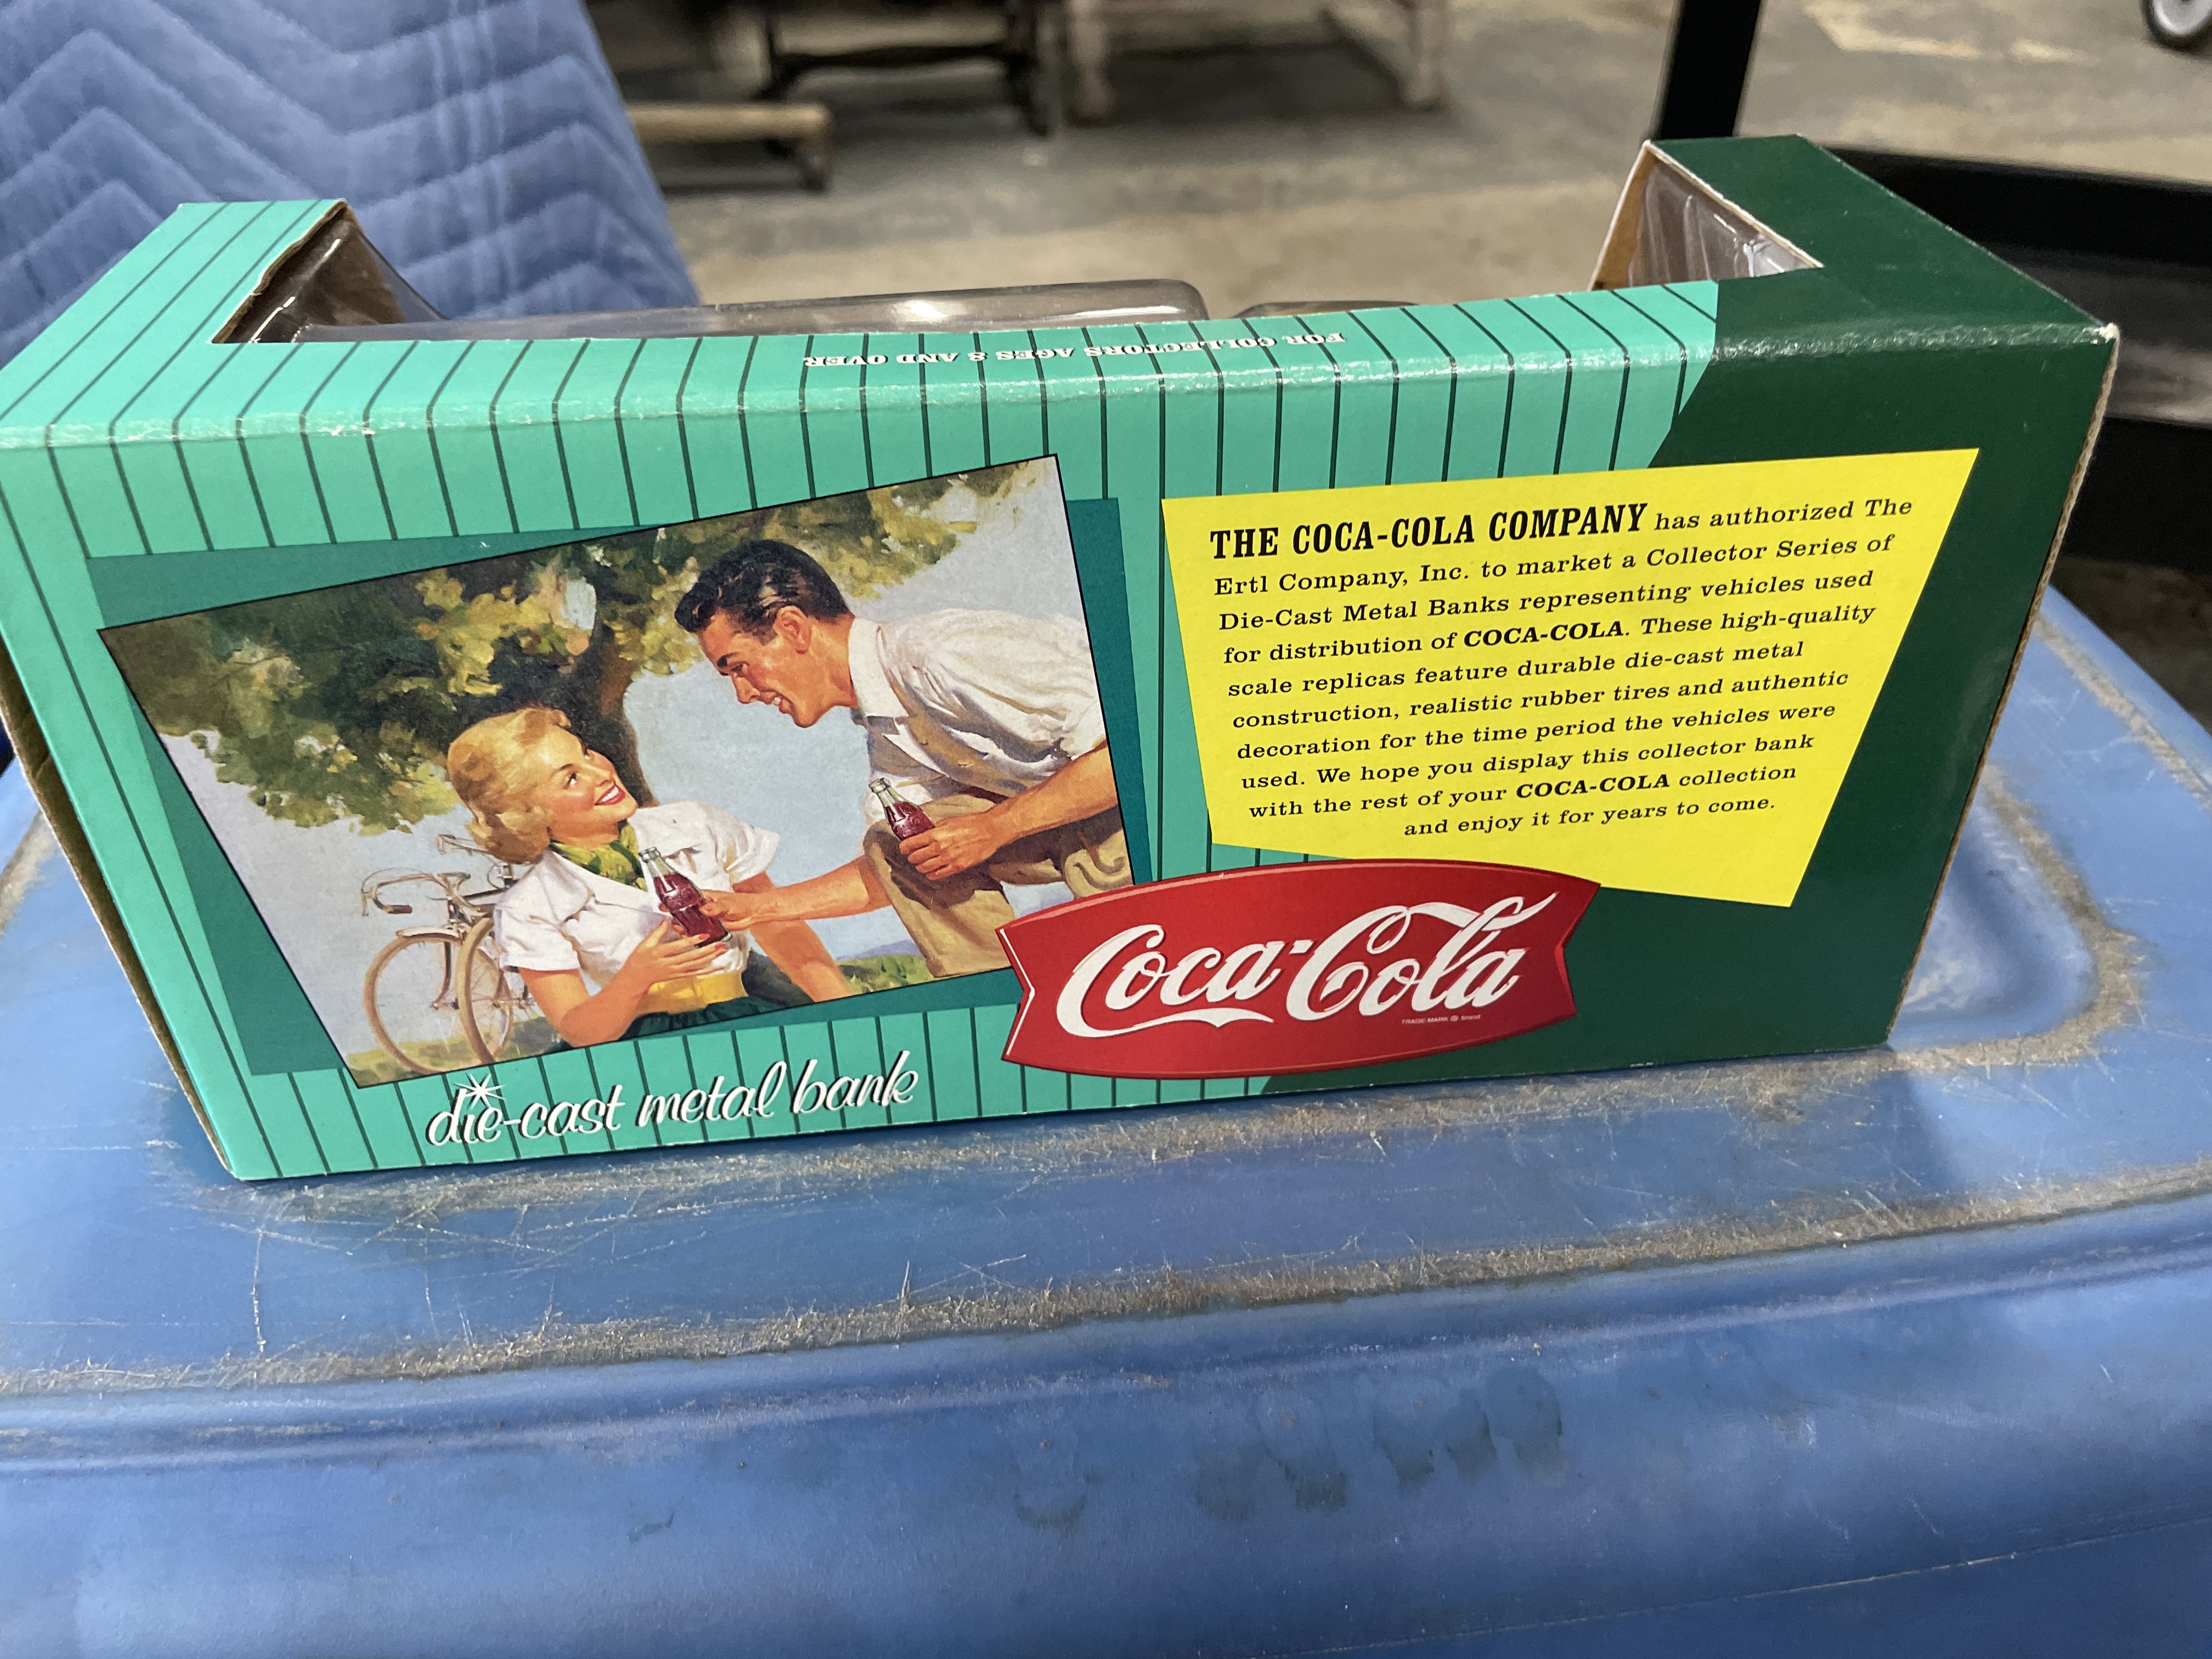 FOR COLLECTORS AGES 8 AND OVER
THE COCA-COLA COMPANY has authorized The
Ertl Company, Inc. to market a Collector Series of
Die-Cast Metal Banks representing vehicles used
for distribution of COCA-COLA. These high-quality
scale replicas feature durable die-cast metal
construction, realistic rubber tires and authentic
decoration for the time period the vehicles were
used. We hope you display this collector bank
with the rest of your COCA-COLA collection
and enjoy it for years to come.
Coca-Cola
TRADE-MARK ®
die-cast metal bank